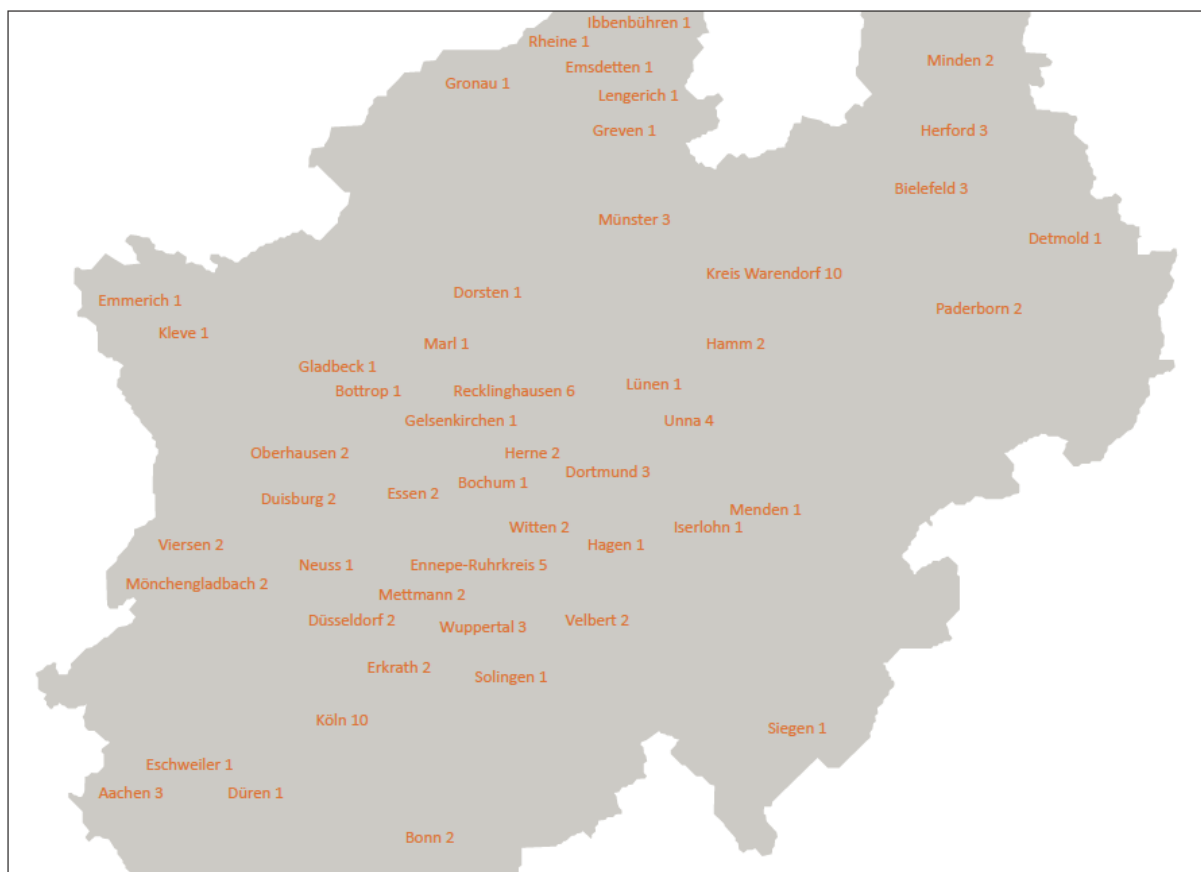 Ibbenbühren 1
Rheine 1
Minden 2
Emsdetten 1
Gronau 1
Lengerich 1
Greven 1
Herford 3
Bielefeld 3
Münster 3
Detmold 1
Kreis Warendorf 10
Dorsten 1
Emmerich 1
Paderborn 2
Kleve 1
Marl 1
Hamm 2
Gladbeck 1
Lünen 1
Bottrop 1
Recklinghausen 6
Gelsenkirchen 1
Unna 4
Oberhausen 2
Herne 2
Dortmund 3
Bochum 1
Essen 2
Duisburg 2
Menden 1
Witten 2
Iserlohn 1
Viersen 2
Hagen 1
Neuss 1
Ennepe-Ruhrkreis 5
Mönchengladbach 2
Mettmann 2
Düsseldorf 2
Velbert 2
Wuppertal 3
Erkrath 2
Solingen 1
Köln 10
Siegen 1
Eschweiler 1
Aachen 3
Düren 1
Bonn 2